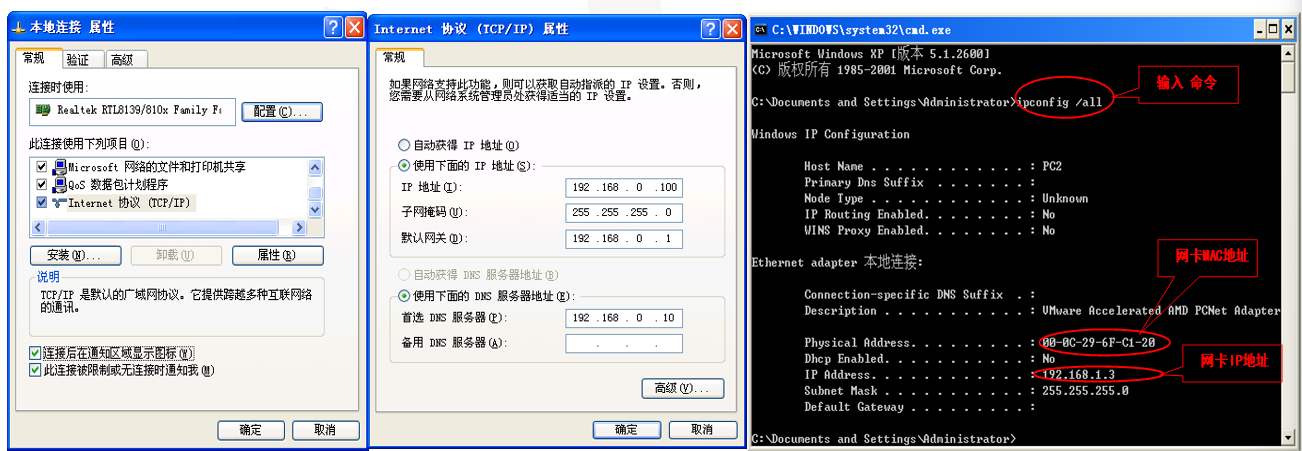 本地连接 属性
常规
验证
高级
连接时使用:
Realtek RTL8139/810x Family Fa
配置(C)...
此连接使用下列项目(O):
Microsoft 网络的文件和打印机共享
QoS 数据包计划程序
Internet 协议 (TCP/IP)
安装(N)...
卸载(U)
属性(R)
说明
TCP/IP 是默认的广域网协议。它提供跨越多种互联网络
的通讯。
连接后在通知区域显示图标(W)
此连接被限制或无连接时通知我(M)
确定
取消
Internet 协议 (TCP/IP) 属性
常规
如果网络支持此功能，则可以获取自动指派的 IP 设置。否则，
您需要从网络系统管理员处获得适当的 IP 设置。
自动获得 IP 地址(O)
使用下面的 IP 地址(S):
IP 地址(I):
192 .168 . 0 .100
子网掩码(U):
255 .255 .255 . 0
默认网关(D):
192 .168 . 0 . 1
自动获得 DNS 服务器地址(B)
使用下面的 DNS 服务器地址(E):
首选 DNS 服务器(P):
192 .168 . 0 . 10
备用 DNS 服务器(A):
. . .
高级(V)...
确定
取消
C:\WINDOWS\system32\cmd.exe
Microsoft Windows XP [版本 5.1.2600]
(C) 版权所有 1985-2001 Microsoft Corp.
输入 命令
C:\Documents and Settings\Administrator>ipconfig /all
Windows IP Configuration
Host Name . . . . . . . . . . . . : PC2
Primary Dns Suffix . . . . . . . :
Node Type . . . . . . . . . . . . : Unknown
IP Routing Enabled. . . . . . . . : No
WINS Proxy Enabled. . . . . . . . : No
网卡MAC地址
Ethernet adapter 本地连接:
Connection-specific DNS Suffix . :
Description . . . . . . . . . . . : VMware Accelerated AMD PCNet Adapter
Physical Address. . . . . . . . . : 00-0C-29-6F-C1-20
Dhcp Enabled. . . . . . . . . . . : No
网卡IP地址
IP Address. . . . . . . . . . . . : 192.168.1.3
Subnet Mask . . . . . . . . . . . : 255.255.255.0
Default Gateway . . . . . . . . . :
C:\Documents and Settings\Administrator>